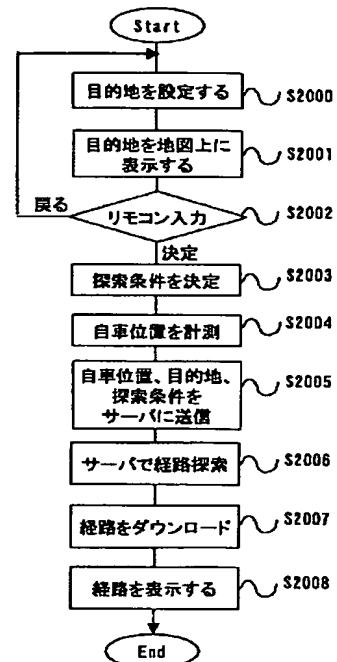 Start
目的地を設定する
S2000
目的地を地図上に
表示する
S2001
戻る
リモコン入力
S2002
決定
探索条件を決定
S2003
自車位置を計測
S2004
自車位置、目的地、
探索条件を
サーバに送信
S2005
サーバで経路探索
S2006
経路をダウンロード
S2007
経路を表示する
S2008
End